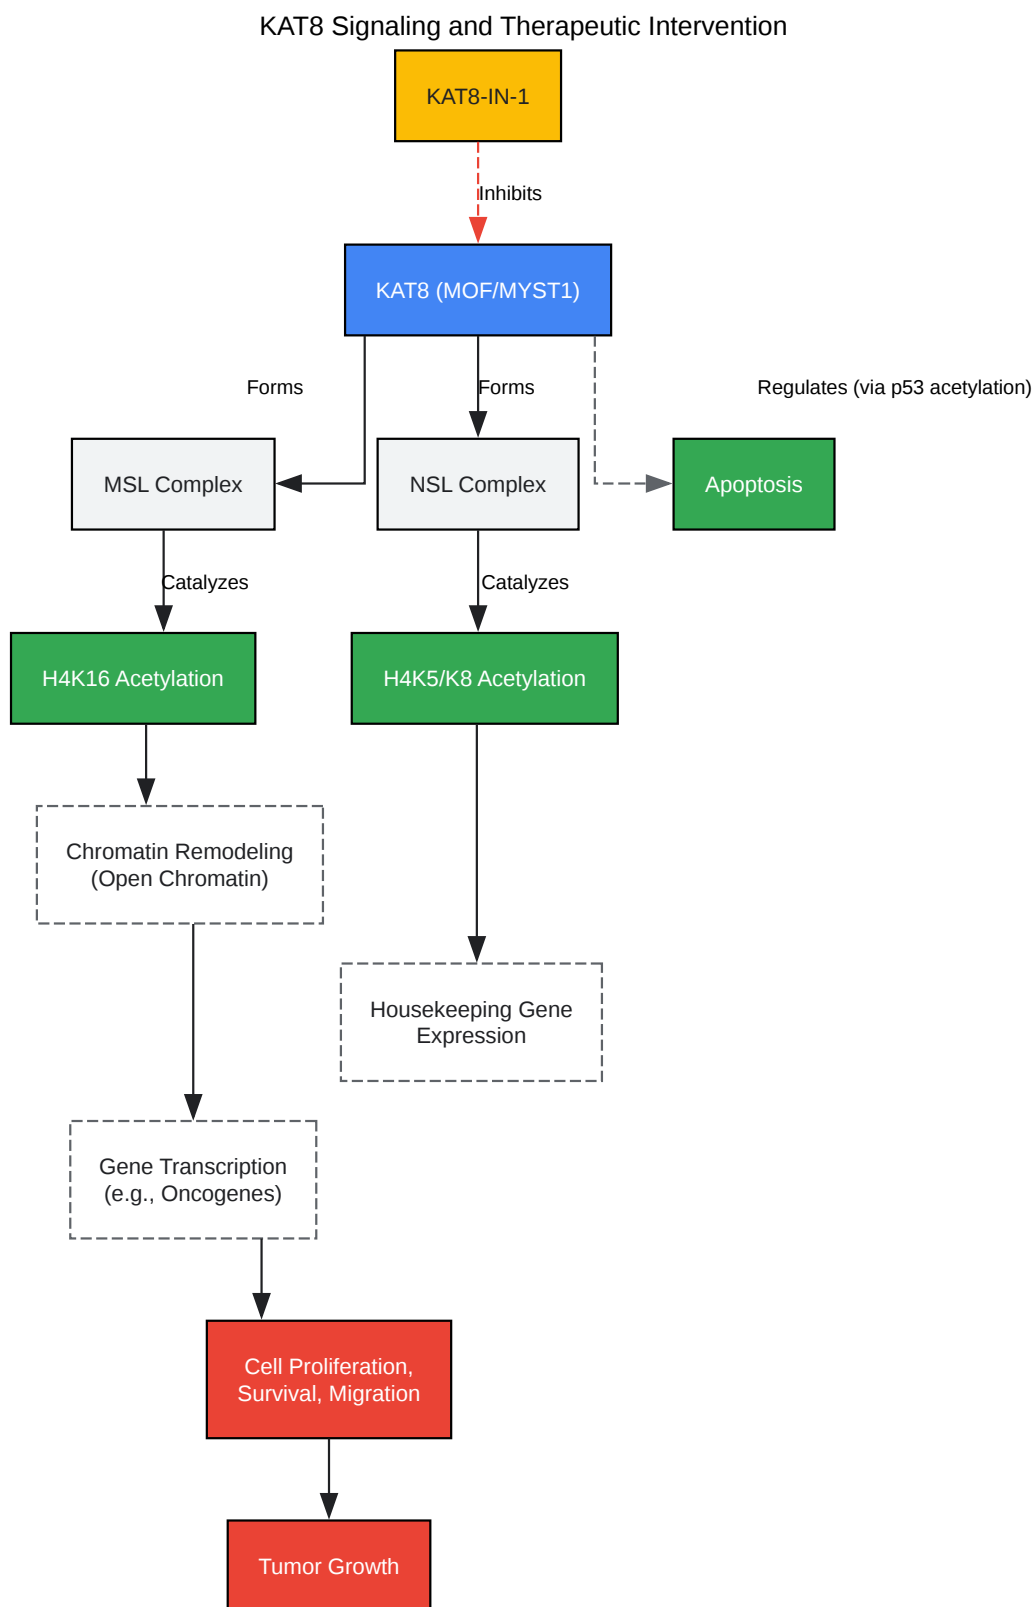 KAT8 Signaling and Therapeutic Intervention
KAT8-IN-1
Inhibits
KAT8 (MOF/MYST1)
Forms
Forms
Regulates (via p53 acetylation)
MSL Complex
NSL Complex
Apoptosis
Catalyzes
Catalyzes
H4K16 Acetylation
H4K5/K8 Acetylation
Chromatin Remodeling
(Open Chromatin)
Housekeeping Gene
Expression
Gene Transcription
(e.g., Oncogenes)
Cell Proliferation,
Survival, Migration
Tumor Growth